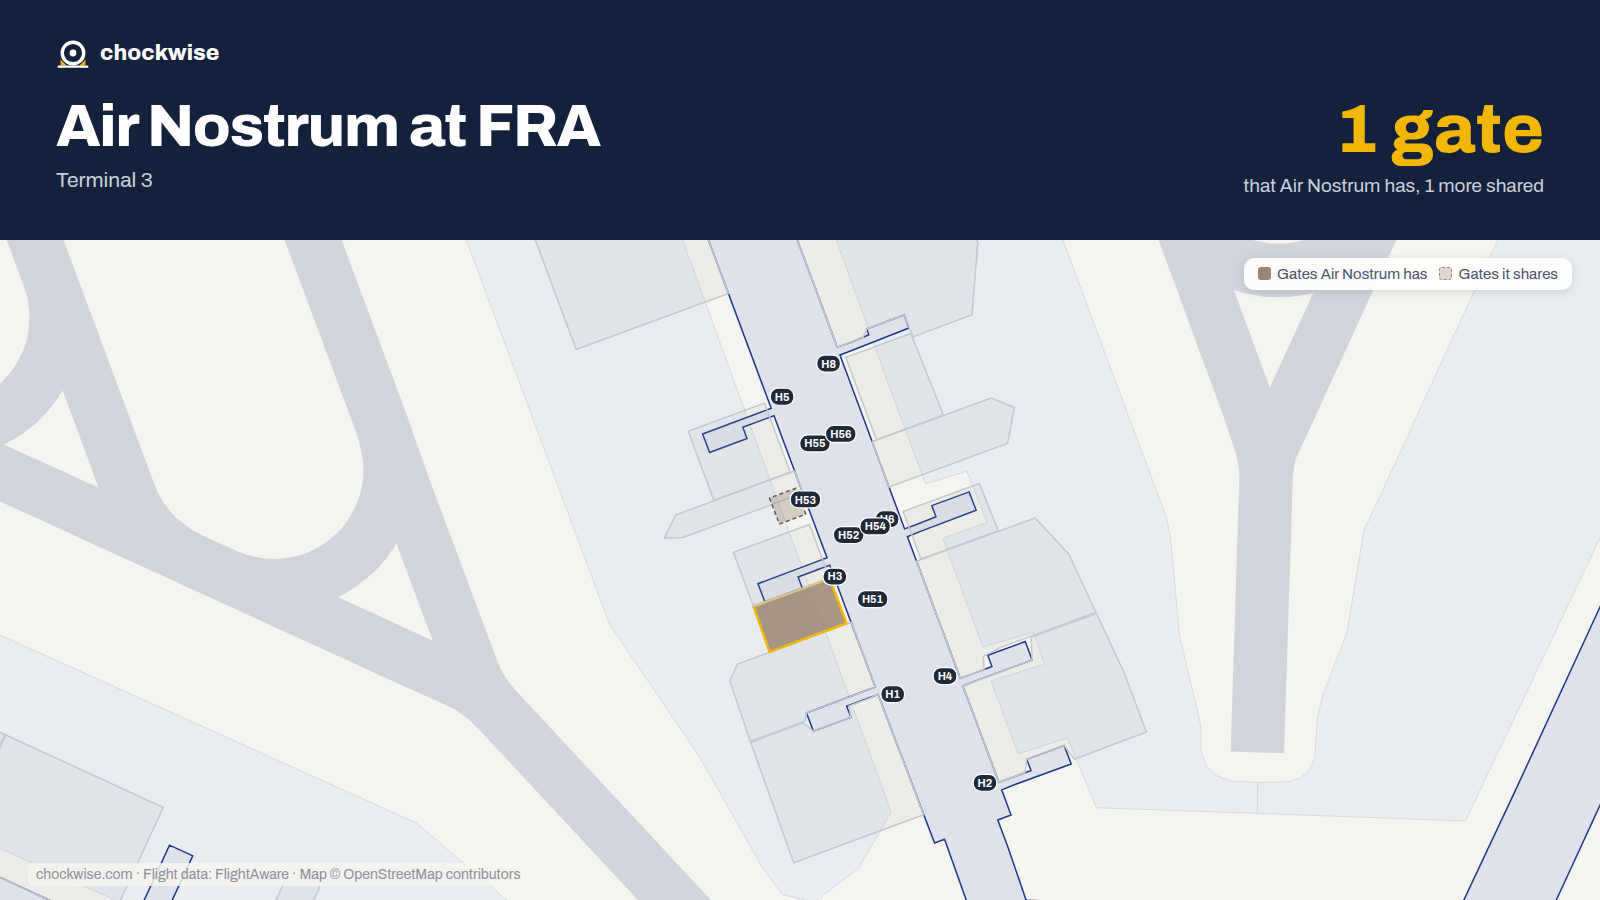 chockwise
Air Nostrum at FRA
Terminal 3
1 gate
that Air Nostrum has, 1 more shared
Gates Air Nostrum has
Gates it shares
H8
H5
H56
H55
H53
H6
H54
H52
H3
H51
H4
H1
H2
chockwise.com · Flight data: FlightAware · Map © OpenStreetMap contributors